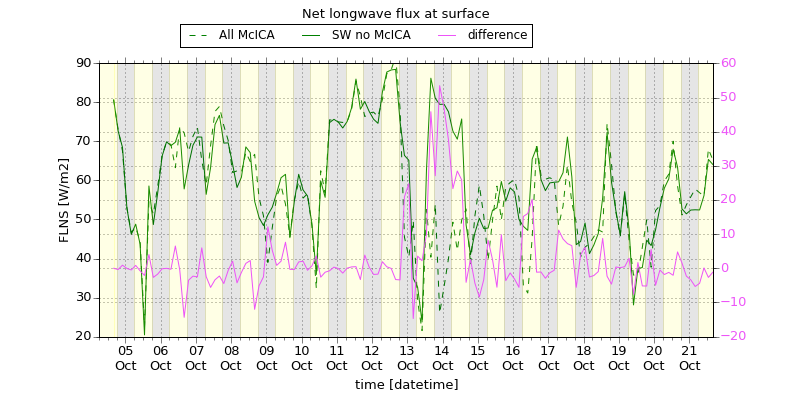 Net longwave flux at surface
All McICA SW no McICA difference
90
80
70
60
50
40
30
20
FLNS [W/m2]
60
50
40
30
20
10
0
−10
−20
05 06 07 08 09 10 11 12 13 14 15 16 17 18 19 20 21
Oct Oct Oct Oct Oct Oct Oct Oct Oct Oct Oct Oct Oct Oct Oct Oct Oct
time [datetime]